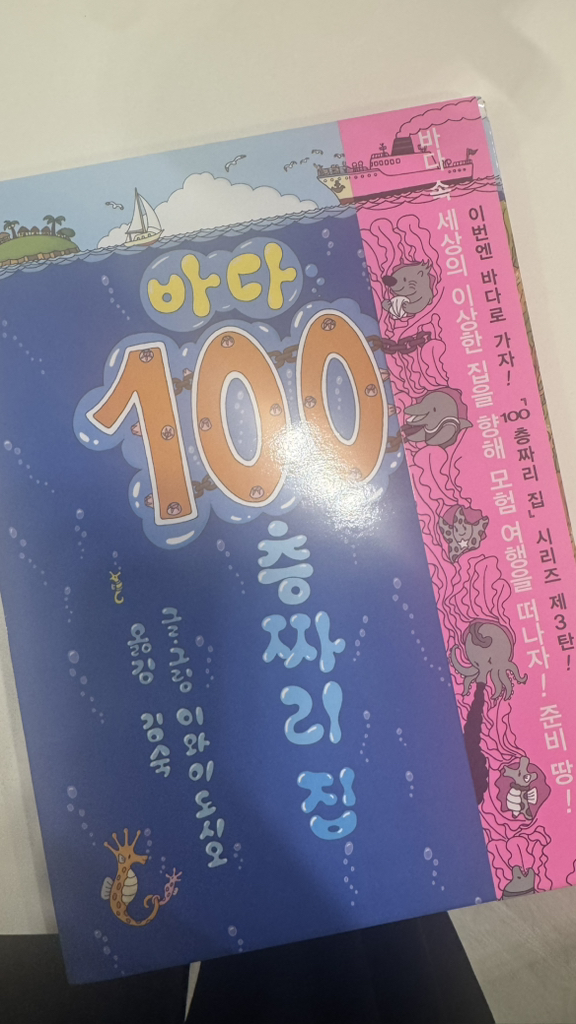 바다
100
층짜리 집
글·그림 이와이 도시오
옮김 김숙
이번엔 바다로 가자! 「100층짜리 집」 시리즈 제3탄!
바다 속 세상의 이상한 집을 향해 모험 여행을 떠나자! 준비 땅!